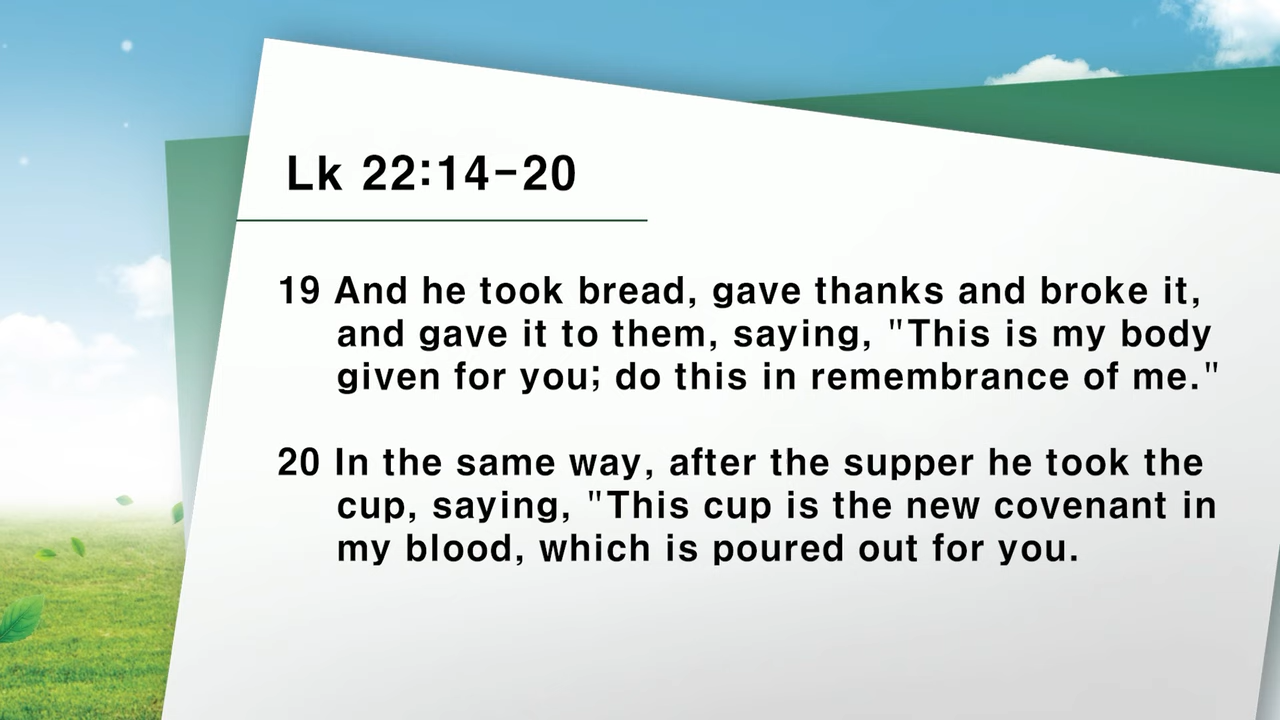 Lk 22:14-20
19 And he took bread, gave thanks and broke it,
and gave it to them, saying, "This is my body
given for you; do this in remembrance of me."
20 In the same way, after the supper he took the
cup, saying, "This cup is the new covenant in
my blood, which is poured out for you.